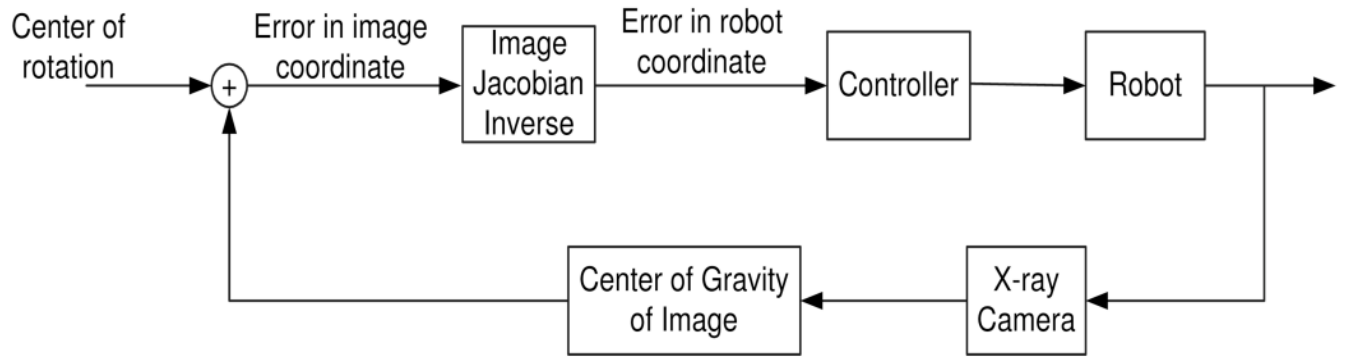 Center of
rotation
+
Error in image
coordinate
Image
Jacobian
Inverse
Error in robot
coordinate
Controller
Robot
Center of Gravity
of Image
X-ray
Camera